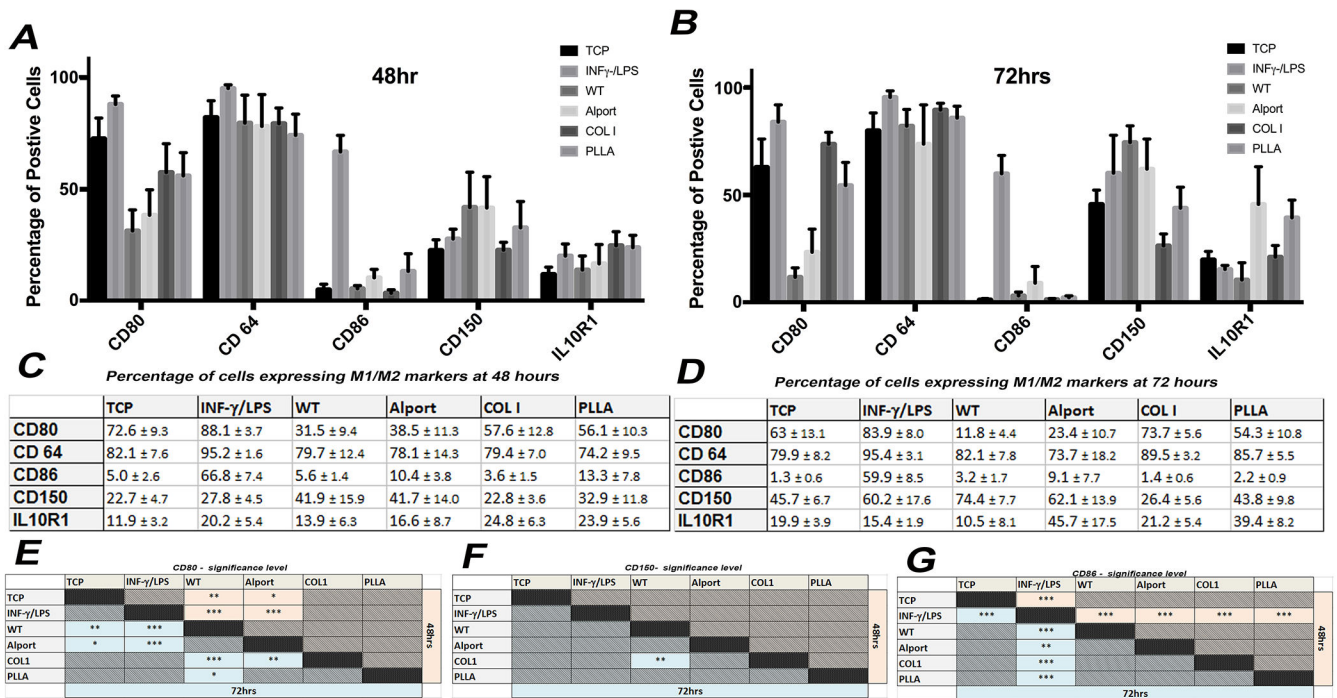 A
48hr
100
50
0
Percentage of Postive Cells
CD80
CD 64
CD86
CD150
IL10R1
TCP
INFγ-/LPS
WT
Alport
COL I
PLLA
B
72hrs
100
50
0
Percentage of Positive Cells
CD80
CD64
CD86
CD150
IL10R1
TCP
INFγ-/LPS
WT
Alport
COL I
PLLA
C
Percentage of cells expressing M1/M2 markers at 48 hours
TCP INF-γ/LPS WT Alport COL I PLLA
CD80 72.6 ± 9.3 88.1 ± 3.7 31.5 ± 9.4 38.5 ± 11.3 57.6 ± 12.8 56.1 ± 10.3
CD 64 82.1 ± 7.6 95.2 ± 1.6 79.7 ± 12.4 78.1 ± 14.3 79.4 ± 7.0 74.2 ± 9.5
CD86 5.0 ± 2.6 66.8 ± 7.4 5.6 ± 1.4 10.4 ± 3.8 3.6 ± 1.5 13.3 ± 7.8
CD150 22.7 ± 4.7 27.8 ± 4.5 41.9 ± 15.9 41.7 ± 14.0 22.8 ± 3.6 32.9 ± 11.8
IL10R1 11.9 ± 3.2 20.2 ± 5.4 13.9 ± 6.3 16.6 ± 8.7 24.8 ± 6.3 23.9 ± 5.6
D
Percentage of cells expressing M1/M2 markers at 72 hours
TCP INF-γ/LPS WT Alport COL I PLLA
CD80 63 ± 13.1 83.9 ± 8.0 11.8 ± 4.4 23.4 ± 10.7 73.7 ± 5.6 54.3 ± 10.8
CD 64 79.9 ± 8.2 95.4 ± 3.1 82.1 ± 7.8 73.7 ± 18.2 89.5 ± 3.2 85.7 ± 5.5
CD86 1.3 ± 0.6 59.9 ± 8.5 3.2 ± 1.7 9.1 ± 7.7 1.4 ± 0.6 2.2 ± 0.9
CD150 45.7 ± 6.7 60.2 ± 17.6 74.4 ± 7.7 62.1 ± 13.9 26.4 ± 5.6 43.8 ± 9.8
IL10R1 19.9 ± 3.9 15.4 ± 1.9 10.5 ± 8.1 45.7 ± 17.5 21.2 ± 5.4 39.4 ± 8.2
E
CD80 - significance level
TCP INF-γ/LPS WT Alport COL1 PLLA
TCP ** *
INF-γ/LPS *** ***
WT ** ***
Alport * ***
COL1 *** **
PLLA *
48hrs
72hrs
F
CD150- significance level
TCP INF-γ/LPS WT Alport COL1 PLLA
TCP
INF-γ/LPS
WT
Alport
COL1 **
PLLA
48hrs
72hrs
G
CD86 - significance level
TCP INF-γ/LPS WT Alport COL1 PLLA
TCP ***
INF-γ/LPS *** *** *** *** ***
WT ***
Alport **
COL1 ***
PLLA ***
48hrs
72hrs